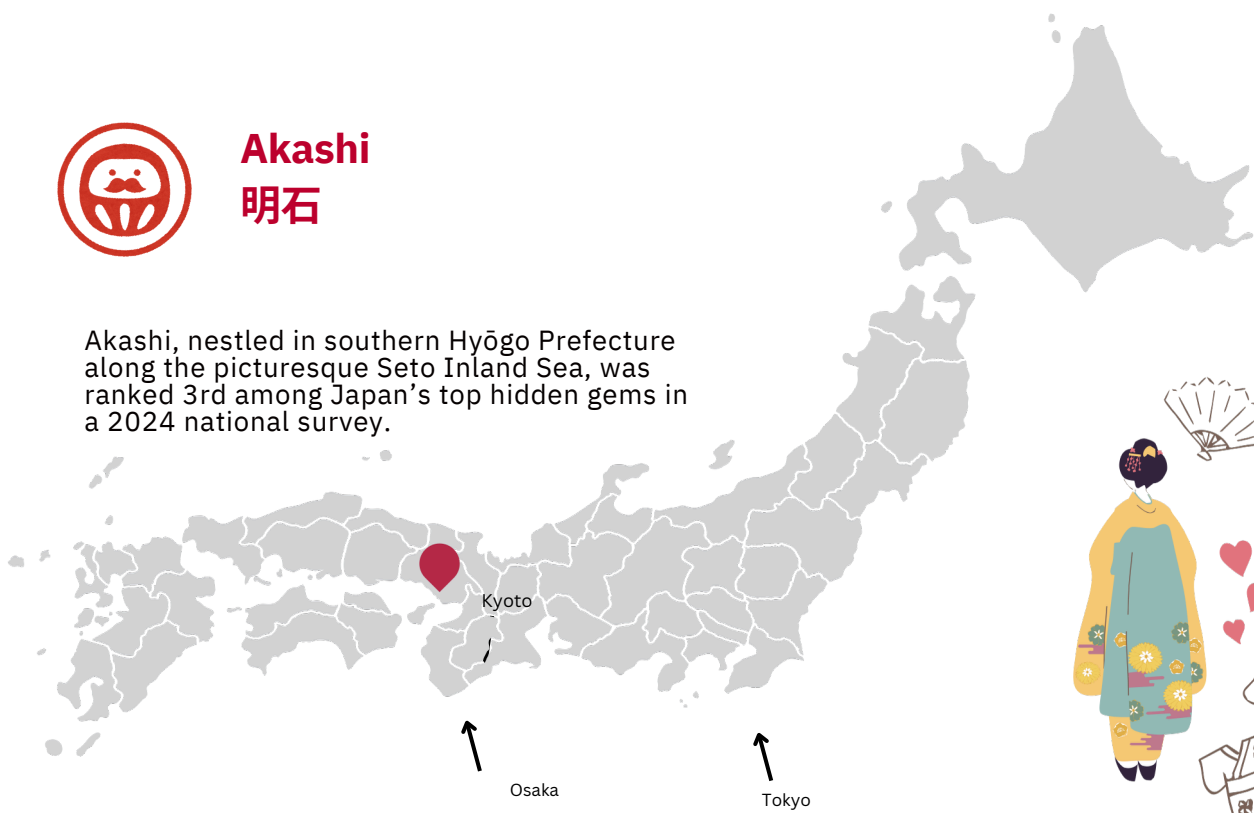 Akashi
明石
Akashi, nestled in southern Hyōgo Prefecture
along the picturesque Seto Inland Sea, was
ranked 3rd among Japan’s top hidden gems in
a 2024 national survey.
Kyoto
Osaka
Tokyo